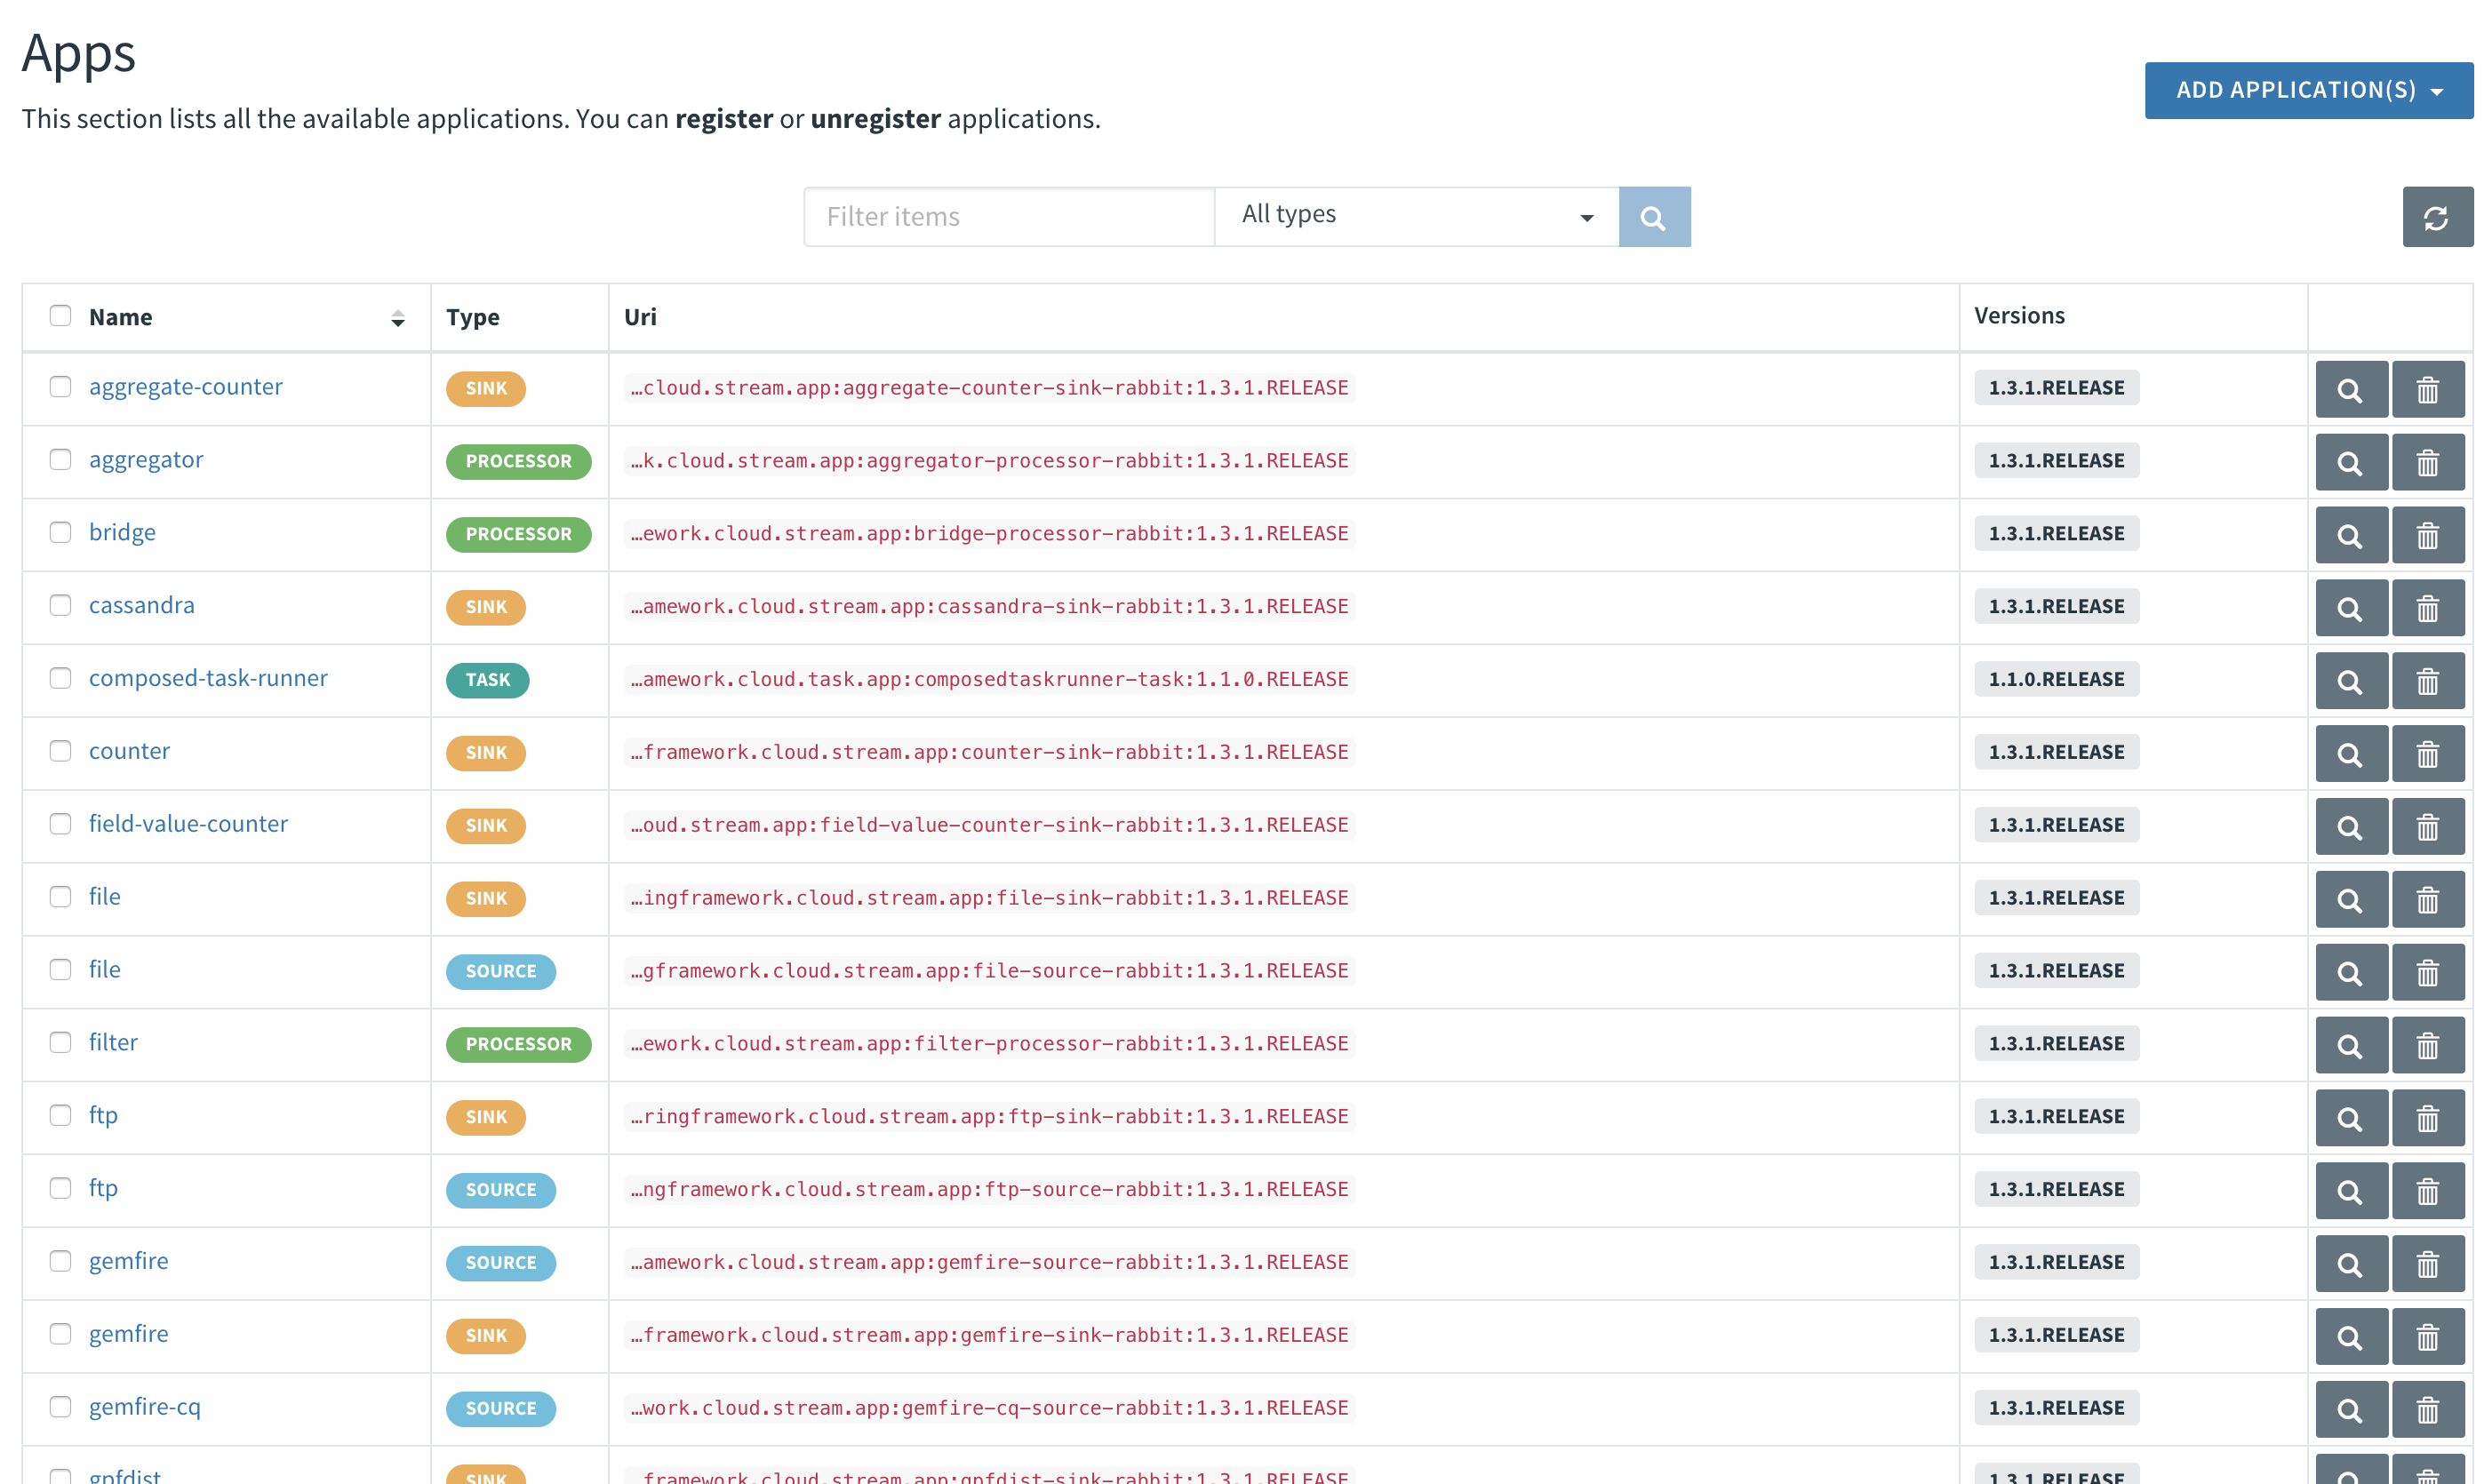 Apps
This section lists all the available applications. You can register or unregister applications.
ADD APPLICATION(S)
Filter items All types
Name Type Uri Versions
aggregate-counter SINK …cloud.stream.app:aggregate-counter-sink-rabbit:1.3.1.RELEASE 1.3.1.RELEASE
aggregator PROCESSOR …k.cloud.stream.app:aggregator-processor-rabbit:1.3.1.RELEASE 1.3.1.RELEASE
bridge PROCESSOR …ework.cloud.stream.app:bridge-processor-rabbit:1.3.1.RELEASE 1.3.1.RELEASE
cassandra SINK …amework.cloud.stream.app:cassandra-sink-rabbit:1.3.1.RELEASE 1.3.1.RELEASE
composed-task-runner TASK …amework.cloud.task.app:composedtaskrunner-task:1.1.0.RELEASE 1.1.0.RELEASE
counter SINK …framework.cloud.stream.app:counter-sink-rabbit:1.3.1.RELEASE 1.3.1.RELEASE
field-value-counter SINK …oud.stream.app:field-value-counter-sink-rabbit:1.3.1.RELEASE 1.3.1.RELEASE
file SINK …ingframework.cloud.stream.app:file-sink-rabbit:1.3.1.RELEASE 1.3.1.RELEASE
file SOURCE …gframework.cloud.stream.app:file-source-rabbit:1.3.1.RELEASE 1.3.1.RELEASE
filter PROCESSOR …ework.cloud.stream.app:filter-processor-rabbit:1.3.1.RELEASE 1.3.1.RELEASE
ftp SINK …ringframework.cloud.stream.app:ftp-sink-rabbit:1.3.1.RELEASE 1.3.1.RELEASE
ftp SOURCE …ngframework.cloud.stream.app:ftp-source-rabbit:1.3.1.RELEASE 1.3.1.RELEASE
gemfire SOURCE …amework.cloud.stream.app:gemfire-source-rabbit:1.3.1.RELEASE 1.3.1.RELEASE
gemfire SINK …framework.cloud.stream.app:gemfire-sink-rabbit:1.3.1.RELEASE 1.3.1.RELEASE
gemfire-cq SOURCE …work.cloud.stream.app:gemfire-cq-source-rabbit:1.3.1.RELEASE 1.3.1.RELEASE
gpfdist SINK …framework.cloud.stream.app:gpfdist-sink-rabbit:1.3.1.RELEASE 1.3.1.RELEASE